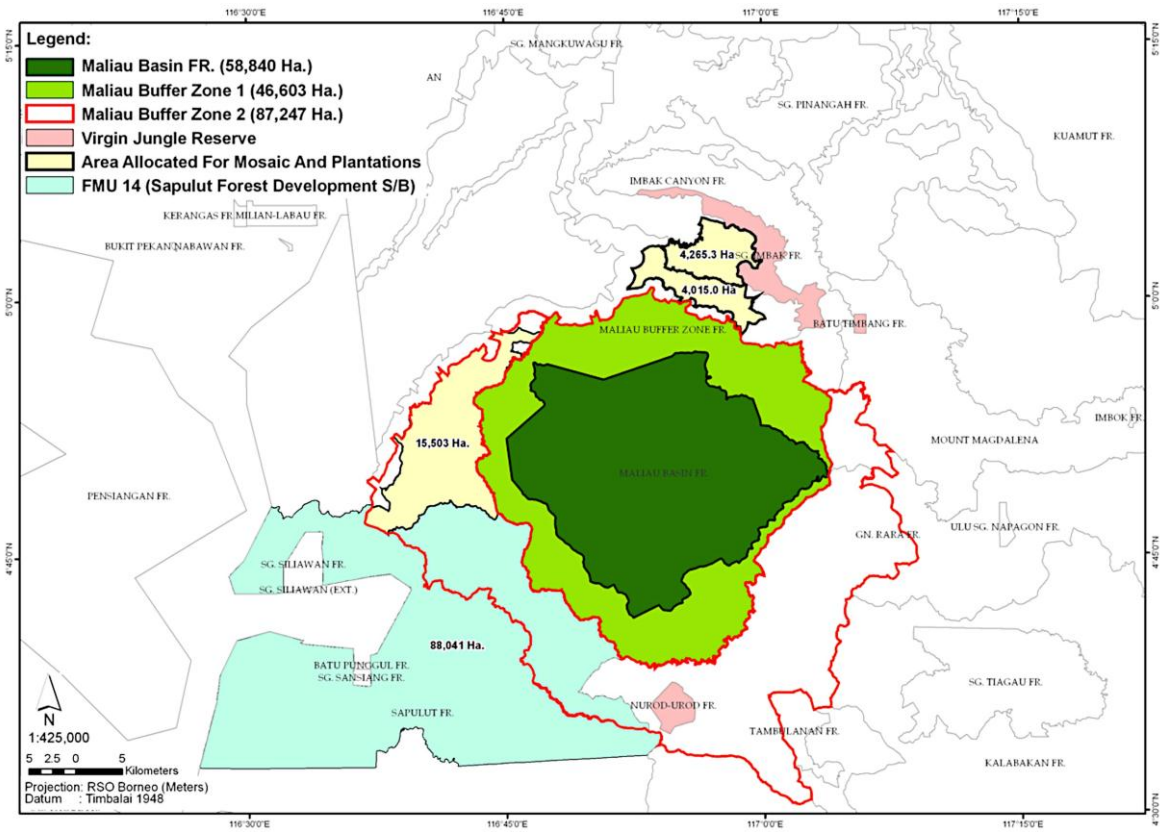 116°30'0"E
116°45'0"E
117°0'0"E
117°15'0"E
5°15'0"N
5°15'0"N
Legend:
Maliau Basin FR. (58,840 Ha.)
Maliau Buffer Zone 1 (46,603 Ha.)
Maliau Buffer Zone 2 (87,247 Ha.)
Virgin Jungle Reserve
Area Allocated For Mosaic And Plantations
FMU 14 (Sapulut Forest Development S/B)
SG. MANGKUWAGU FR.
AN
SG. PINANGAH FR.
KUAMUT FR.
IMBAK CANYON FR.
KERANGAS FR.
MILIAN-LABAU FR.
BUKIT PEKAN
NABAWAN FR.
4,265.3 Ha
SG. IMBAK FR.
4,015.0 Ha
5°0'0"N
5°0'0"N
MALIAU BUFFER ZONE FR.
BATU TIMBANG FR.
IMBOK FR.
15,503 Ha.
MOUNT MAGDALENA
MALIAU BASIN FR.
PENSIANGAN FR.
ULU SG. NAPAGON FR.
GN. RARA FR.
4°45'0"N
4°45'0"N
SG. SILIAWAN FR.
SG. SILIAWAN (EXT.)
88,041 Ha.
BATU PUNGGUL FR.
SG. SANSIANG FR.
SG. TIAGAU FR.
NUROD-UROD FR.
SAPULUT FR.
TAMBULANAN FR.
KALABAKAN FR.
N
1:425,000
5 2.5 0 5
Kilometers
Projection: RSO Borneo (Meters)
Datum : Timbalai 1948
4°30'0"N
116°30'0"E
116°45'0"E
117°0'0"E
117°15'0"E